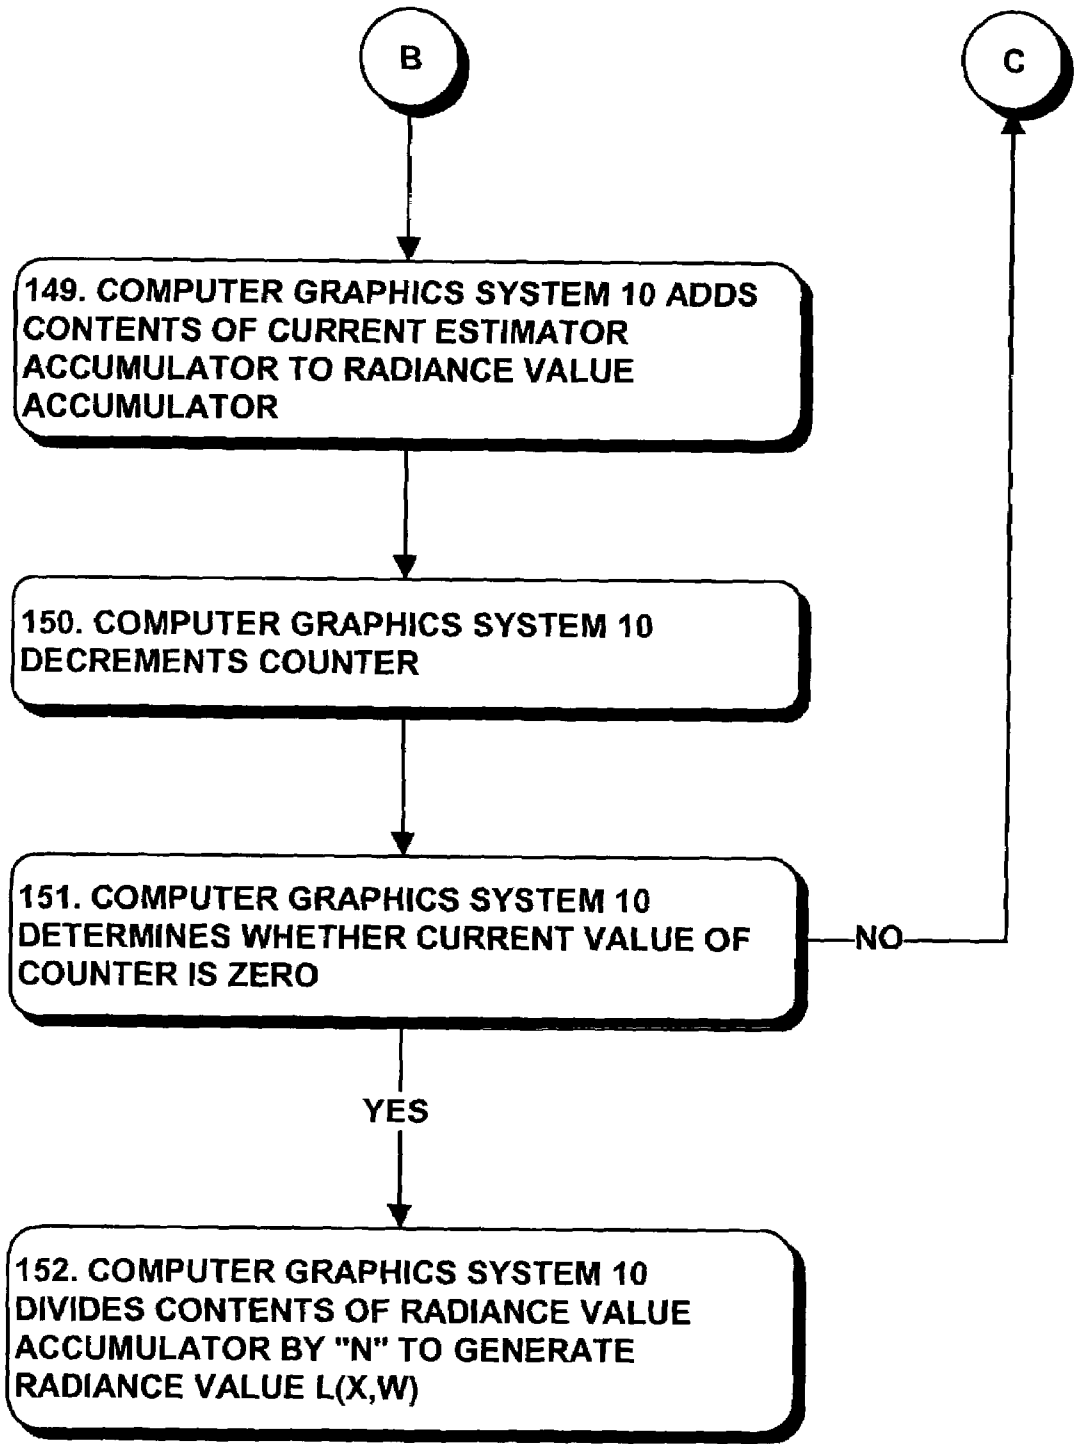 B
C
149. COMPUTER GRAPHICS SYSTEM 10 ADDS
CONTENTS OF CURRENT ESTIMATOR
ACCUMULATOR TO RADIANCE VALUE
ACCUMULATOR
150. COMPUTER GRAPHICS SYSTEM 10
DECREMENTS COUNTER
151. COMPUTER GRAPHICS SYSTEM 10
DETERMINES WHETHER CURRENT VALUE OF
COUNTER IS ZERO
NO
YES
152. COMPUTER GRAPHICS SYSTEM 10
DIVIDES CONTENTS OF RADIANCE VALUE
ACCUMULATOR BY "N" TO GENERATE
RADIANCE VALUE L(X,W)